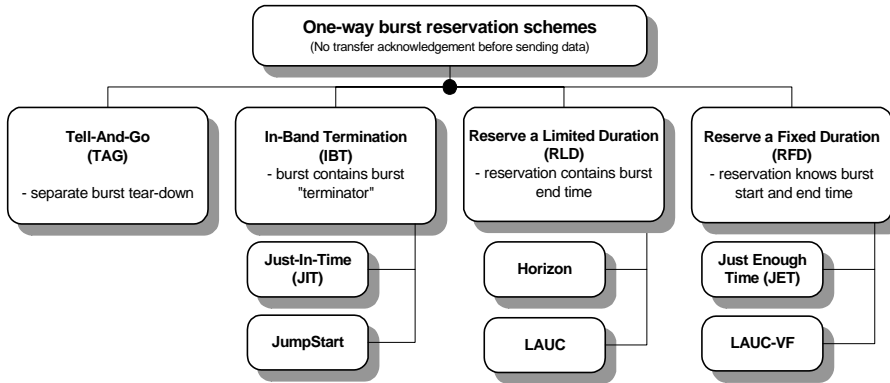 One-way burst reservation schemes
(No transfer acknowledgement before sending data)
Tell-And-Go
(TAG)
- separate burst tear-down
In-Band Termination
(IBT)
- burst contains burst
"terminator"
Reserve a Limited Duration
(RLD)
- reservation contains burst
end time
Reserve a Fixed Duration
(RFD)
- reservation knows burst
start and end time
Just-In-Time
(JIT)
JumpStart
Horizon
LAUC
Just Enough
Time (JET)
LAUC-VF